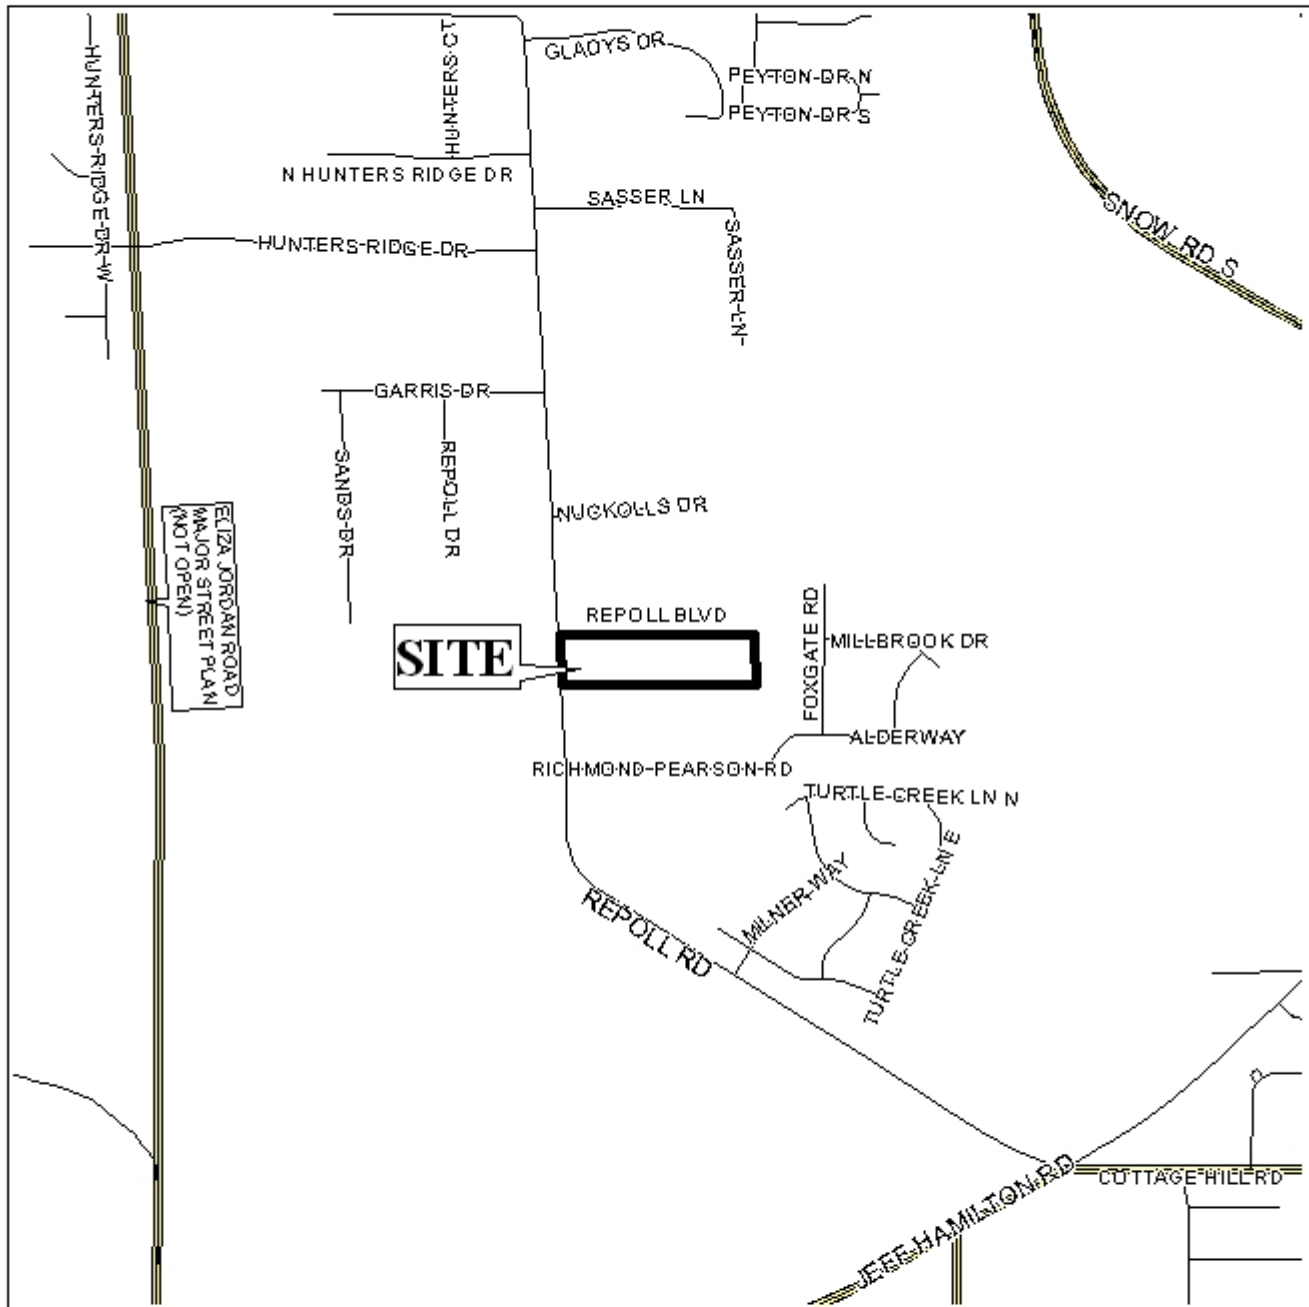 HUNTERS CT
GLADYS DR
PEYTON DR N
PEYTON DR S
HUNTERS RIDGE DR W
N HUNTERS RIDGE DR
SASSER LN
SASSER LN
SNOW RD S
HUNTERS RIDGE DR
GARRIS DR
SANDS DR
REPOLL DR
NUCKOLLS DR
ELIZA JORDAN ROAD
MAJOR STREET PLAN
(NOT OPEN)
REPOLL BLVD
SITE
FOXGATE RD
MILLBROOK DR
ALDERWAY
RICHMOND PEARSON RD
TURTLE CREEK LN N
MILNER WAY
TURTLE CREEK LN E
REPOLL RD
JEFF HAMILTON RD
COTTAGE HILL RD